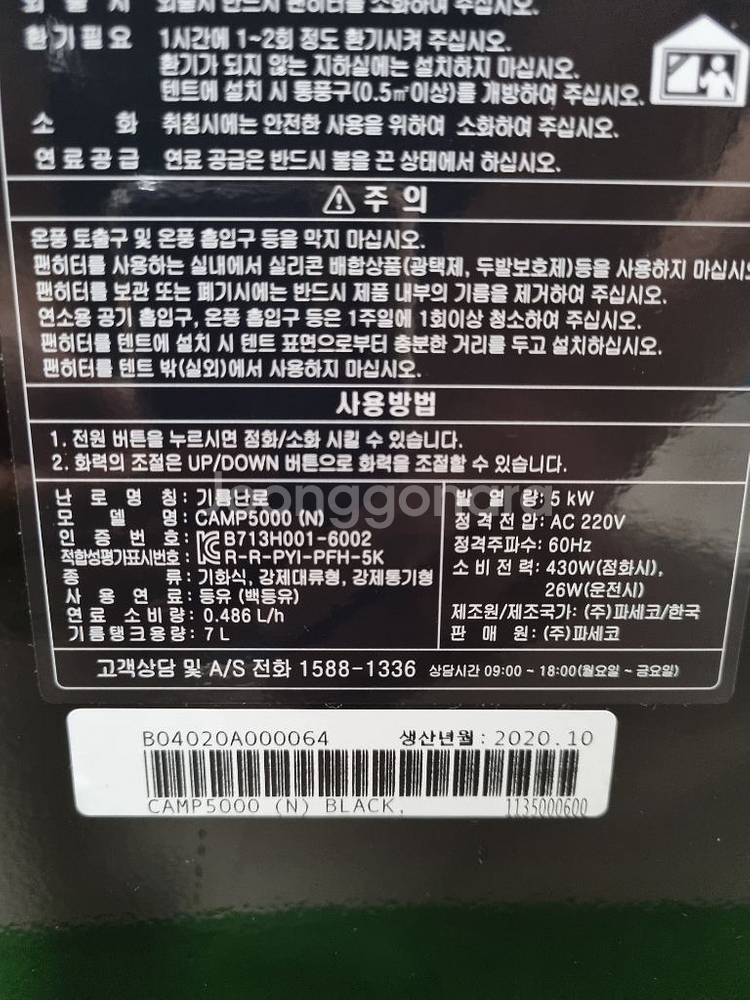 외 출 시 외출시 반드시 팬히터를 소화하여 주십시오.
환기필요 1시간에 1~2회 정도 환기시켜 주십시오.
환기가 되지 않는 지하실에는 설치하지 마십시오.
텐트에 설치 시 통풍구(0.5㎡이상)를 개방하여 주십시오.
소 화 취침시에는 안전한 사용을 위하여 소화하여 주십시오.
연료공급 연료 공급은 반드시 불을 끈 상태에서 하십시오.
⚠ 주 의
온풍 토출구 및 온풍 흡입구 등을 막지 마십시오.
팬히터를 사용하는 실내에서 실리콘 배합상품(광택제, 두발보호제)등을 사용하지 마십시오
팬히터를 보관 또는 폐기시에는 반드시 제품 내부의 기름을 제거하여 주십시오.
연소용 공기 흡입구, 온풍 흡입구 등은 1주일에 1회이상 청소하여 주십시오.
팬히터를 텐트에 설치 시 텐트 표면으로부터 충분한 거리를 두고 설치하십시오.
팬히터를 텐트 밖(실외)에서 사용하지 마십시오.
사용방법
1. 전원 버튼을 누르시면 점화/소화 시킬 수 있습니다.
2. 화력의 조절은 UP/DOWN 버튼으로 화력을 조절할 수 있습니다.
난로명칭: 기름난로
모델명: CAMP5000 (N)
인증번호: B713H001-6002
적합성평가표시번호: R-R-PYI-PFH-5K
종류: 기화식, 강제대류형, 강제통기형
사용연료: 등유 (백등유)
연료 소비량: 0.486 L/h
기름탱크용량: 7 L
발열량: 5 kW
정격전압: AC 220V
정격주파수: 60Hz
소비전력: 430W(점화시),
26W(운전시)
제조원/제조국가: (주)파세코/한국
판매원: (주)파세코
고객상담 및 A/S 전화 1588-1336 상담시간 09:00 ~ 18:00(월요일 ~ 금요일)
B04020A000064 생산년월: 2020.10
CAMP5000 (N) BLACK, 1135000600
joonggonara